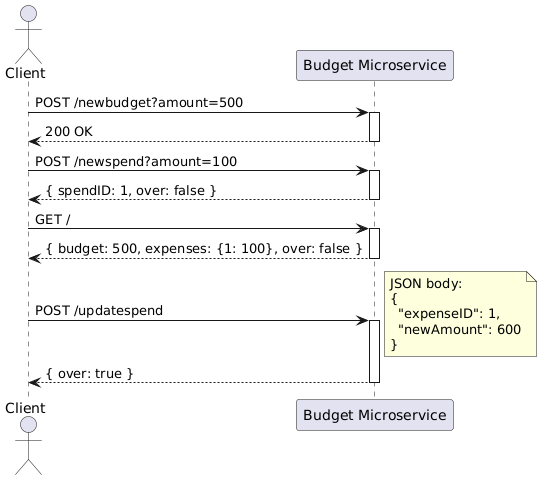 Client
Budget Microservice
POST /newbudget?amount=500
200 OK
POST /newspend?amount=100
{ spendID: 1, over: false }
GET /
{ budget: 500, expenses: {1: 100}, over: false }
JSON body:
{
"expenseID": 1,
"newAmount": 600
}
POST /updatespend
{ over: true }
Client
Budget Microservice